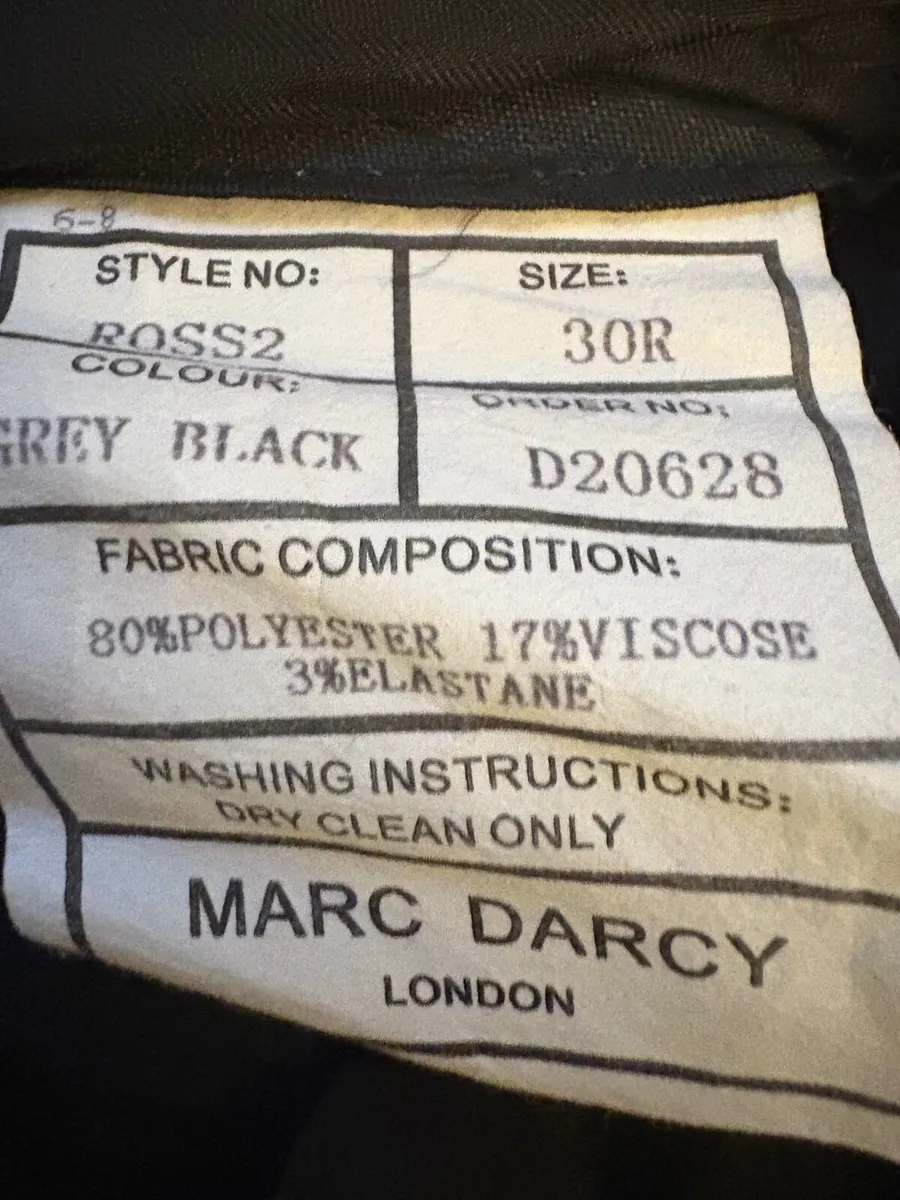 6-8
STYLE NO:
SIZE:
ROSS2
30R
COLOUR:
ORDER NO:
GREY BLACK
D20628
FABRIC COMPOSITION:
80%POLYESTER 17%VISCOSE
3%ELASTANE
WASHING INSTRUCTIONS:
DRY CLEAN ONLY
MARC DARCY
LONDON